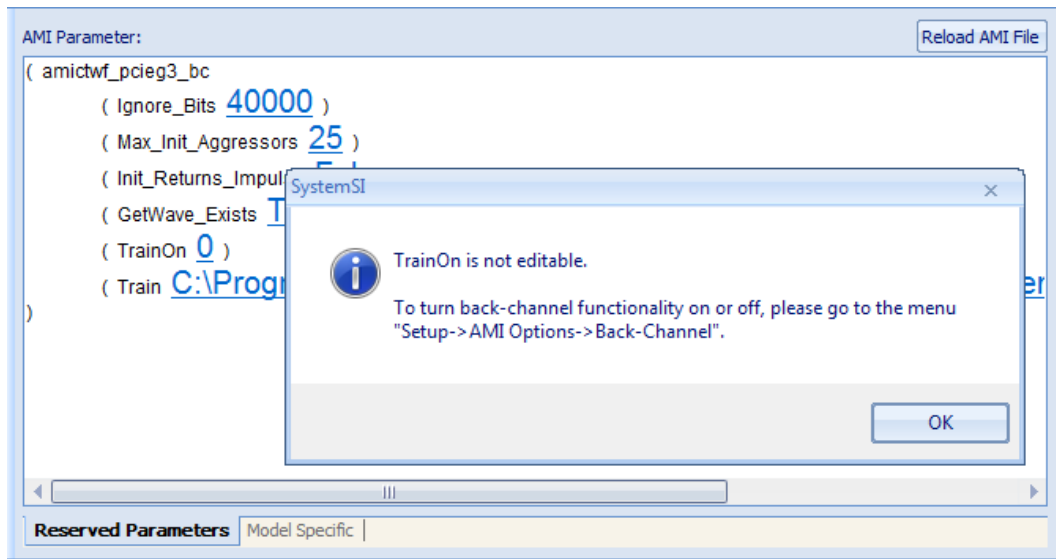 AMI Parameter:
Reload AMI File
( amictwf_pcieg3_bc
( Ignore_Bits 40000 )
( Max_Init_Aggressors 25 )
( Init_Returns_Impul
( GetWave_Exists T
( TrainOn 0 )
( Train C:\Progr
)
SystemSI
TrainOn is not editable.
To turn back-channel functionality on or off, please go to the menu
"Setup->AMI Options->Back-Channel".
OK
Reserved Parameters
Model Specific